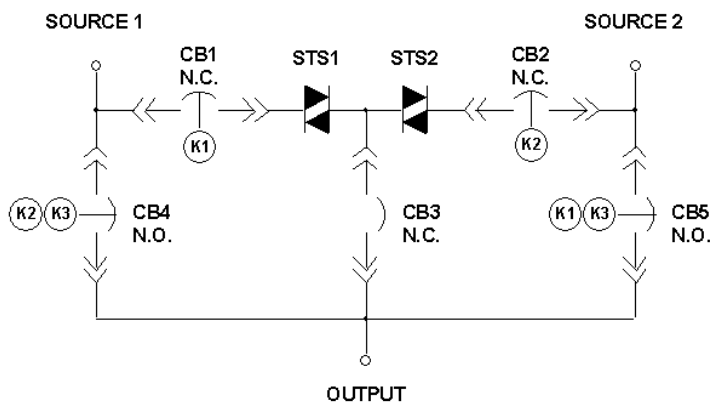 SOURCE 1
SOURCE 2
CB1
N.C.
STS1
STS2
CB2
N.C.
K1
K2
K2
K3
CB4
N.O.
CB3
N.C.
K1
K3
CB5
N.O.
OUTPUT